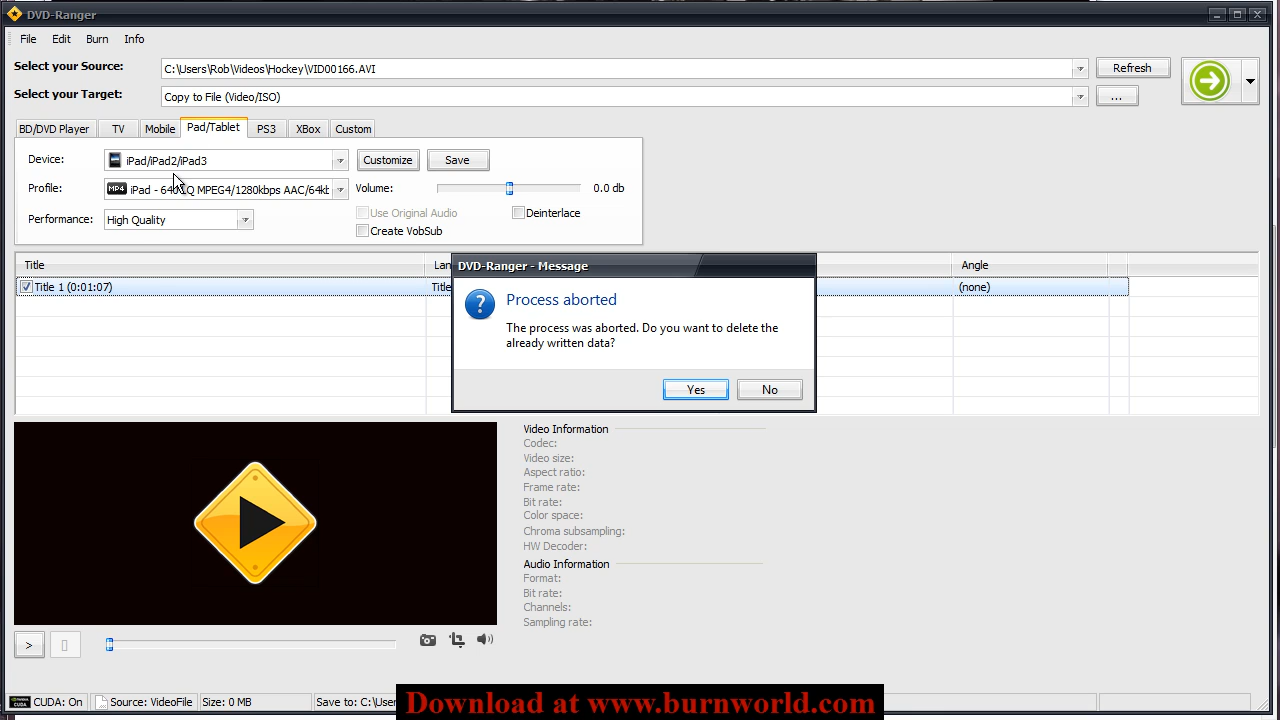 DVD-Ranger
File Edit Burn Info
Select your Source: C:\Users\Rob\Videos\Hockey\VID00166.AVI Refresh
Select your Target: Copy to File (Video/ISO) ...
BD/DVD Player TV Mobile Pad/Tablet PS3 XBox Custom
Device: iPad/iPad2/iPad3 Customize Save
Profile: MP4 iPad - MPEG4/1280kbps AAC/64kb Volume: 0.0 db
Performance: High Quality Use Original Audio Deinterlace
Create VobSub
Title Angle
Title 1 (0:01:07) (none)
DVD-Ranger - Message
Process aborted
The process was aborted. Do you want to delete the
already written data?
Yes No
Video Information
Codec:
Video size:
Aspect ratio:
Frame rate:
Bit rate:
Color space:
Chroma subsampling:
HW Decoder:
Audio Information
Format:
Bit rate:
Channels:
Sampling rate:
>
CUDA: On Source: VideoFile Size: 0 MB Save to:
Download at www.burnworld.com